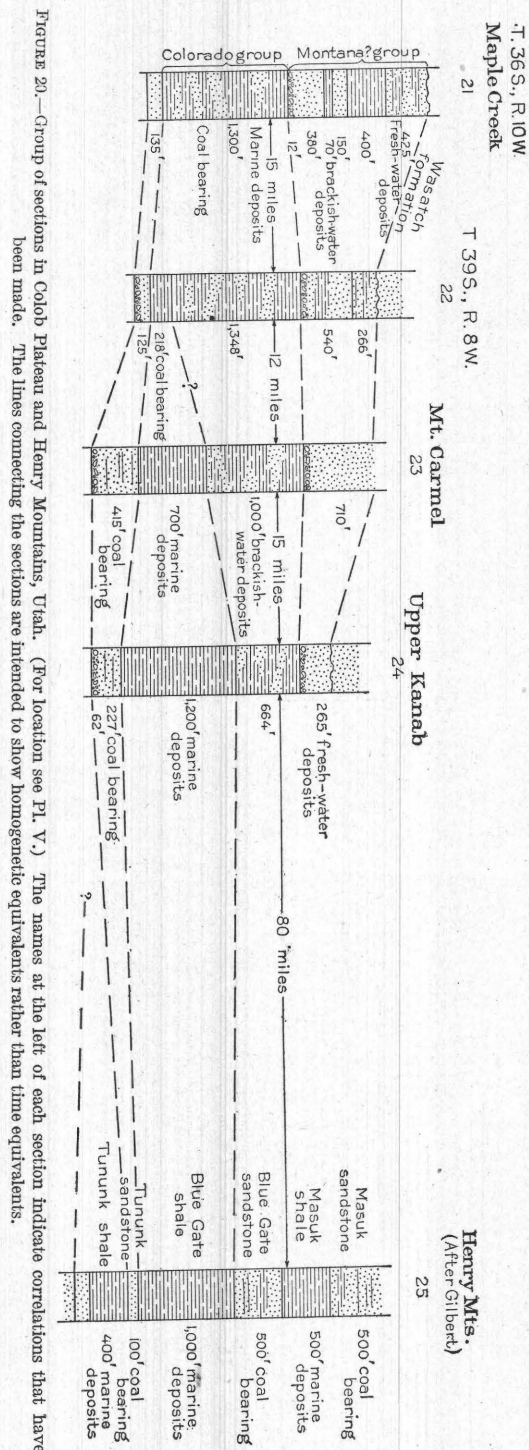 T. 36 S., R. 10 W.
Maple Creek
21
T 39 S., R. 8 W.
22
Mt. Carmel
23
Upper Kanab
24
Henry Mts.
(After Gilbert)
25
Colorado group
Montana? group
Wasatch
formation
425'
Fresh-water
deposits
400'
150'
70' brackish-water
deposits
380'
12'
15 miles
Marine deposits
1,300'
Coal bearing
135'
266'
540'
12 miles
1,348'
?
218' coal bearing
125'
710'
15 miles
1,000' brackish-
water deposits
700' marine
deposits
415' coal
bearing
265' fresh-water
deposits
80 miles
664'
1,200' marine
deposits
227' coal bearing
62'
?
Masuk
sandstone
Masuk
shale
Blue Gate
sandstone
Blue Gate
shale
Tununk
sandstone
Tununk shale
500' coal
bearing
500' marine
deposits
500' coal
bearing
1,000' marine
deposits
100' coal
bearing
400' marine
deposits
FIGURE 20.—Group of sections in Colob Plateau and Henry Mountains, Utah. (For location see Pl. V.) The names at the left of each section indicate correlations that have
been made. The lines connecting the sections are intended to show homogenetic equivalents rather than time equivalents.